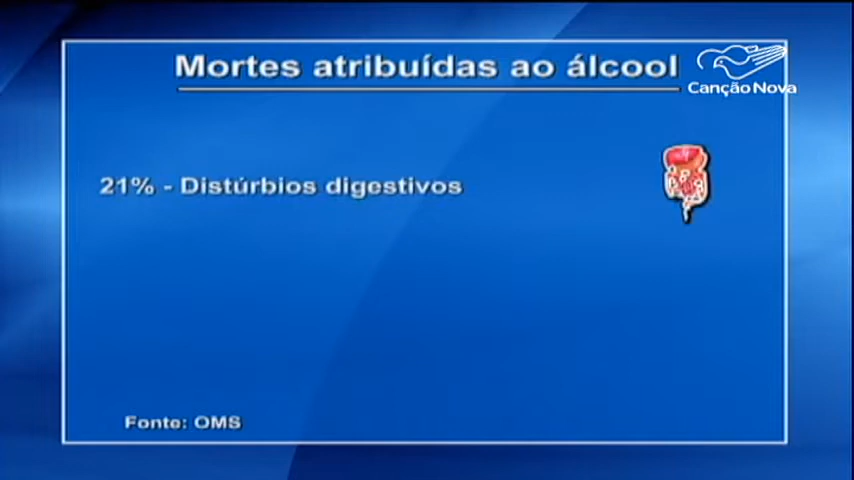 Mortes atribuídas ao álcool
Canção Nova
21% - Distúrbios digestivos
Fonte: OMS